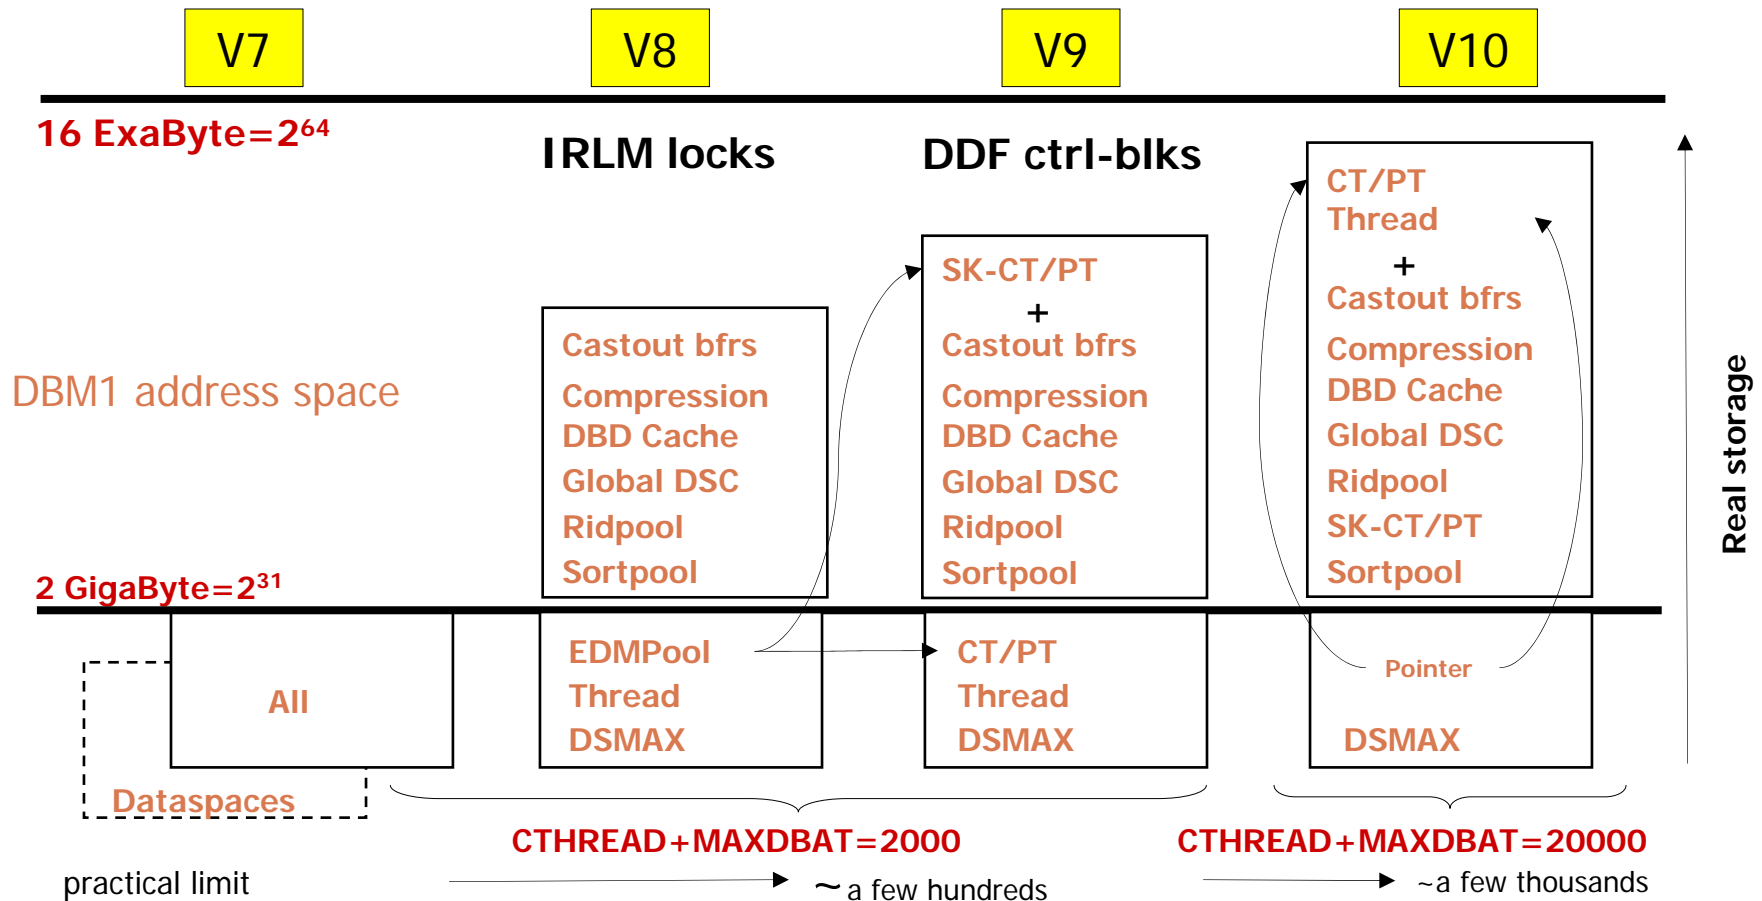 V7
V8
V9
V10
16 ExaByte=2⁶⁴
IRLM locks
DDF ctrl-blks
CT/PT
Thread
+
Castout bfrs
Compression
DBD Cache
Global DSC
Ridpool
SK-CT/PT
Sortpool
SK-CT/PT
+
Castout bfrs
Compression
DBD Cache
Global DSC
Ridpool
Sortpool
Castout bfrs
Compression
DBD Cache
Global DSC
Ridpool
Sortpool
DBM1 address space
Real storage
2 GigaByte=2³¹
All
Dataspaces
EDMPool
Thread
DSMAX
CT/PT
Thread
DSMAX
Pointer
DSMAX
CTHREAD+MAXDBAT=2000
CTHREAD+MAXDBAT=20000
practical limit
~ a few hundreds
~a few thousands